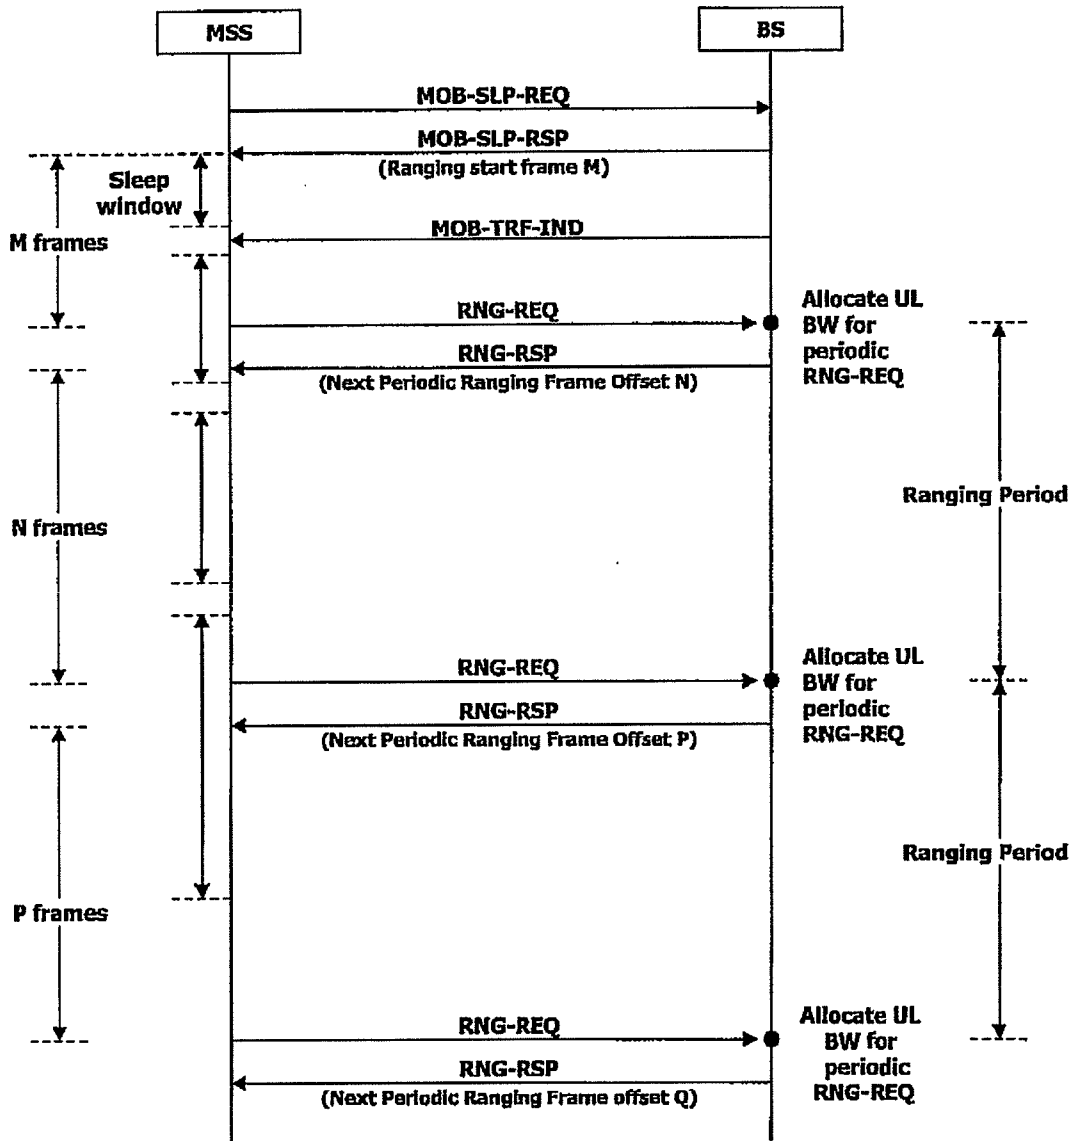 MSS
BS
MOB-SLP-REQ
MOB-SLP-RSP
(Ranging start frame M)
Sleep
window
MOB-TRF-IND
M frames
RNG-REQ
Allocate UL
BW for
periodic
RNG-REQ
RNG-RSP
(Next Periodic Ranging Frame Offset N)
Ranging Period
N frames
RNG-REQ
Allocate UL
BW for
periodic
RNG-REQ
RNG-RSP
(Next Periodic Ranging Frame Offset P)
Ranging Period
P frames
RNG-REQ
Allocate UL
BW for
periodic
RNG-REQ
RNG-RSP
(Next Periodic Ranging Frame offset Q)